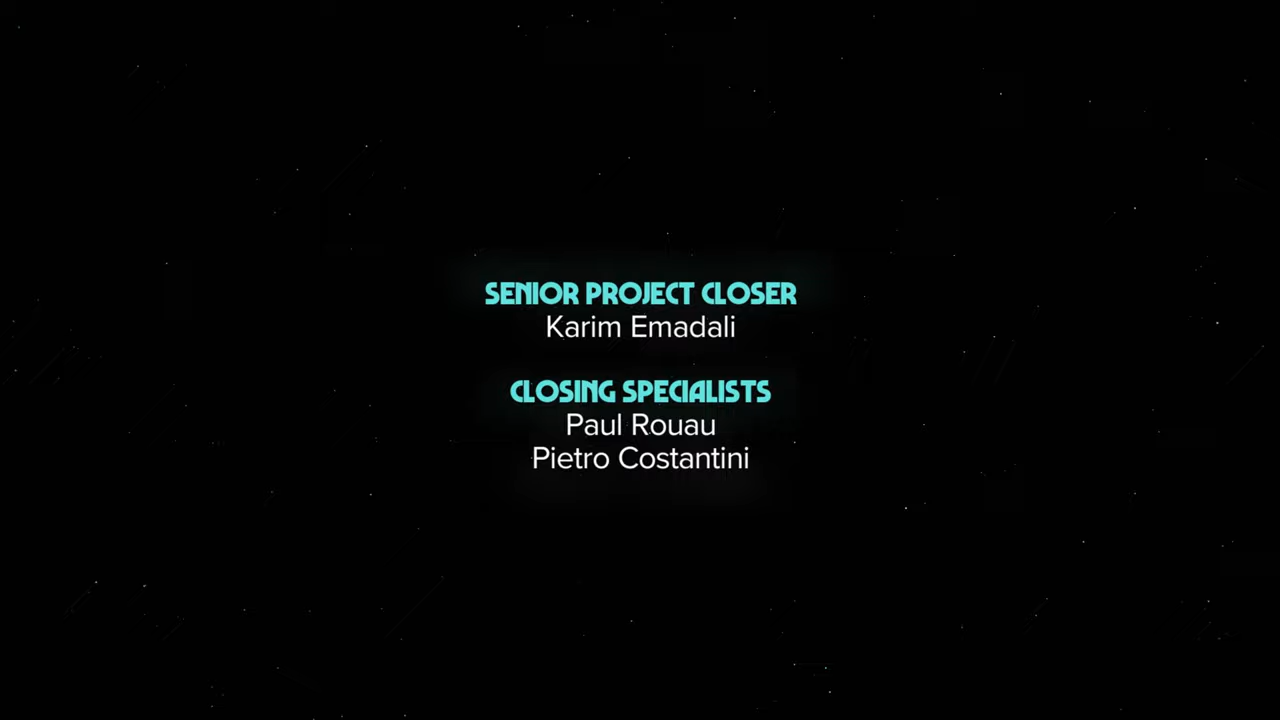 SENIOR PROJECT CLOSER
Karim Emadali
CLOSING SPECIALISTS
Paul Rouau
Pietro Costantini